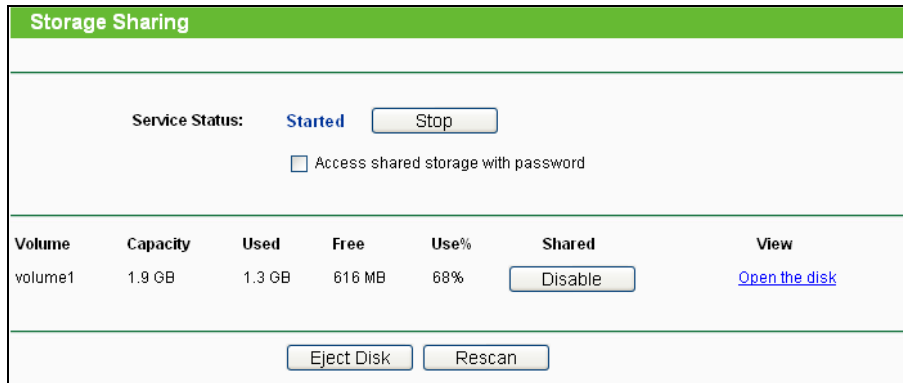 Storage Sharing
Service Status: Started Stop
Access shared storage with password
Volume Capacity Used Free Use% Shared View
volume1 1.9 GB 1.3 GB 616 MB 68% Disable Open the disk
Eject Disk Rescan